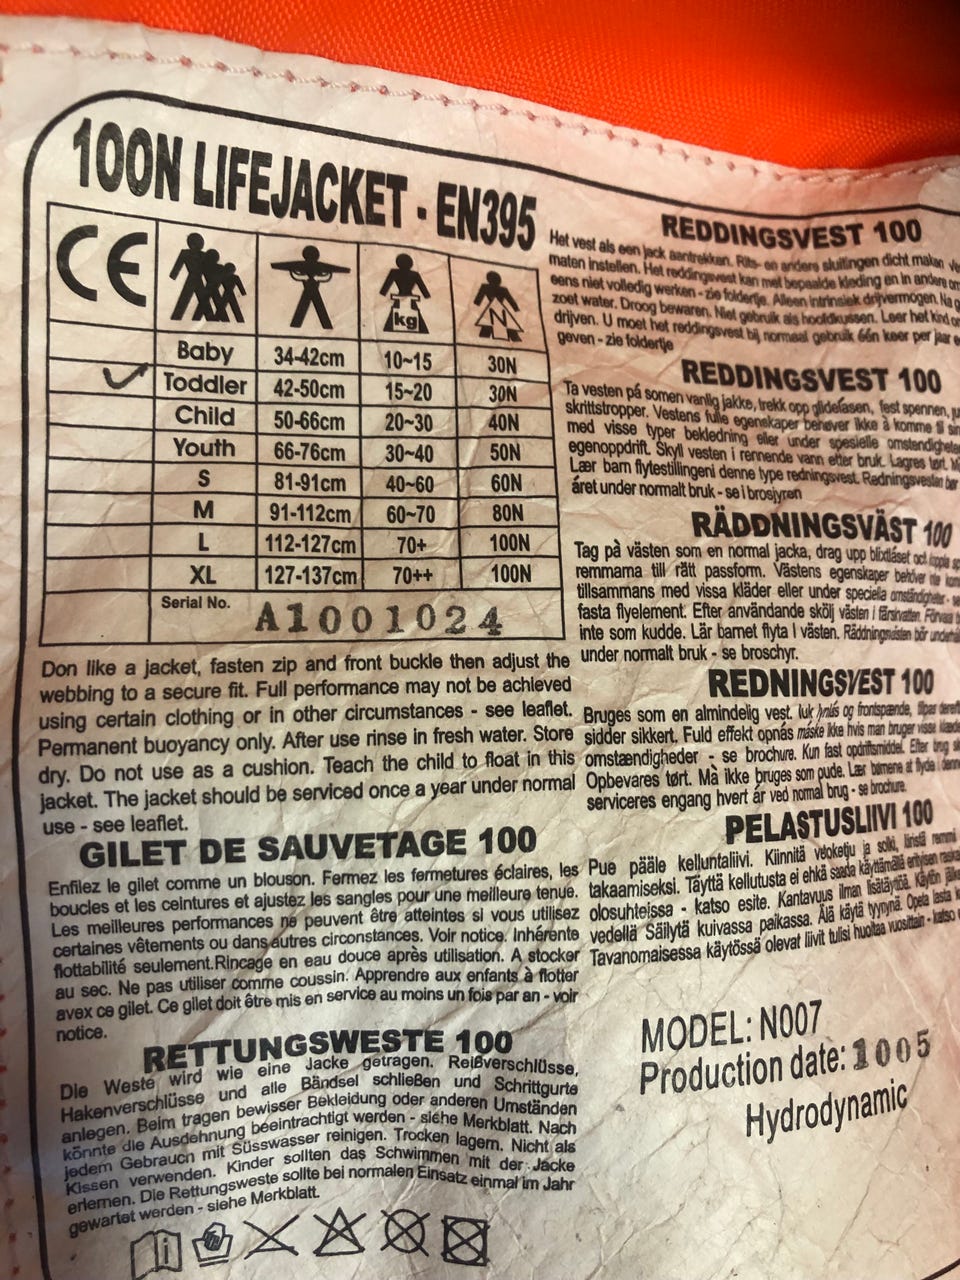 100N LIFEJACKET - EN395
CE
kg
N
Baby 34-42cm 10~15 30N
Toddler 42-50cm 15~20 30N
Child 50-66cm 20~30 40N
Youth 66-76cm 30~40 50N
S 81-91cm 40~60 60N
M 91-112cm 60~70 80N
L 112-127cm 70+ 100N
XL 127-137cm 70++ 100N
Serial No. A1001024
Don like a jacket, fasten zip and front buckle then adjust the
webbing to a secure fit. Full performance may not be achieved
using certain clothing or in other circumstances - see leaflet.
Permanent buoyancy only. After use rinse in fresh water. Store
dry. Do not use as a cushion. Teach the child to float in this
jacket. The jacket should be serviced once a year under normal
use - see leaflet.
GILET DE SAUVETAGE 100
Enfilez le gilet comme un blouson. Fermez les fermetures éclaires, les
boucles et les ceintures et ajustez les sangles pour une meilleure tenue.
Les meilleures performances ne peuvent être atteintes si vous utilisez
certaines vêtements ou dans autres circonstances. Voir notice. Inhérente
flottabilité seulement.Rincage en eau douce après utilisation. A stocker
au sec. Ne pas utiliser comme coussin. Apprendre aux enfants à flotter
avex ce gilet. Ce gilet doit être mis en service au moins un fois par an - voir
notice.
RETTUNGSWESTE 100
Die Weste wird wie eine Jacke getragen. Reißverschlüsse,
Hakenverschlüsse und alle Bändsel schließen und Schrittgurte
anlegen. Beim tragen bewisser Bekleidung oder anderen Umständen
könnte die Ausdehnung beeintrachtigt werden - siehe Merkblatt. Nach
jedem Gebrauch mit Süsswasser reinigen. Trocken lagern. Nicht als
Kissen verwenden. Kinder sollten das Schwimmen mit der Jacke
erlernen. Die Rettungsweste sollte bei normalen Einsatz einmal im Jahr
gewartet werden - siehe Merkblatt.
REDDINGSVEST 100
Het vest als een jack aantrekken. Rits- en andere sluitingen dicht maken
maten instellen. Het reddingsvest kan met bepaalde kleding en in andere
eens niet volledig werken - zie foldertje. Alleen intrinsiek drijvermogen. Na
zoet water. Droog bewaren. Niet gebruik als hoofdkussen. Leer het kind
drijven. U moet het reddingsvest bij normaal gebruik één keer per jaar
geven - zie foldertje
REDDINGSVEST 100
Ta vesten på somen vanlig jakke, trekk opp glidelåsen, fest spennen,
skrittstropper. Vestens fulle egenskaper behøver ikke å komme til
med visse typer bekledning eller under spesielle omstendigheter
egenoppdrift. Skyll vesten i rennende vann etter bruk. Lagres tørt.
Lær barn flytestillingeni denne type redningsvest. Redningsvesten bør
året under normalt bruk - se i brosjyren
RÄDDNINGSVÄST 100
Tag på västen som en normal jacka, drag upp blixtlåset och koppla
remmarna till rätt passform. Västens egenskaper behöver
tillsammans med vissa kläder eller under speciella omständigheter
fasta flyelement. Efter användande skölj västen i färsvatten.
inte som kudde. Lär barnet flyta I västen. Räddningsvästen bör
under normalt bruk - se broschyr.
REDNINGSVEST 100
Bruges som en almindelig vest. luk lynlås og frontspænde,
sidder sikkert. Fuld effekt opnås måske ikke hvis man bruger visse
omstændigheder - se brochure. Kun fast opdriftsmiddel. Efter brug
Opbevares tørt. Må ikke bruges som pude. Lær børnene at flyde i
serviceres engang hvert år ved normal brug - se brochure.
PELASTUSLIIVI 100
Pue pääle kelluntaliivi. Kiinnitä vetoketju ja solki, kiristä remmi
takaamiseksi. Täyttä kellutusta ei ehkä saada käyttämällä erityisen
olosuhteissa - katso esite. Kantavuus ilman lisätäytöä. Käytön
vedellä Säilytä kuivassa paikassa. Älä käytä tyynynä. Opeta lasta
Tavanomaisessa käytössä olevat liivit tulisi huoltaa vuosittain - katso
MODEL: N007
Production date: 1005
Hydrodynamic